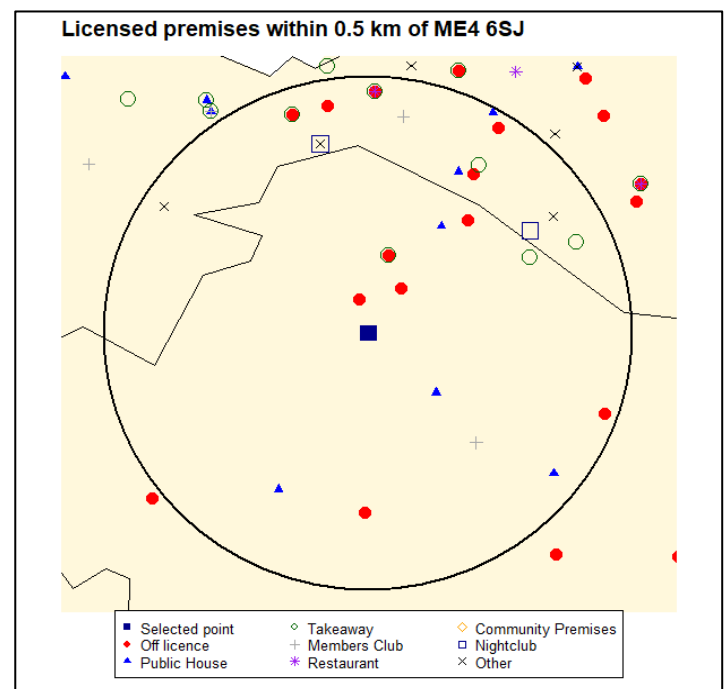 Licensed premises within 0.5 km of ME4 6SJ
Selected point Takeaway Community Premises
Off licence Members Club Nightclub
Public House Restaurant Other